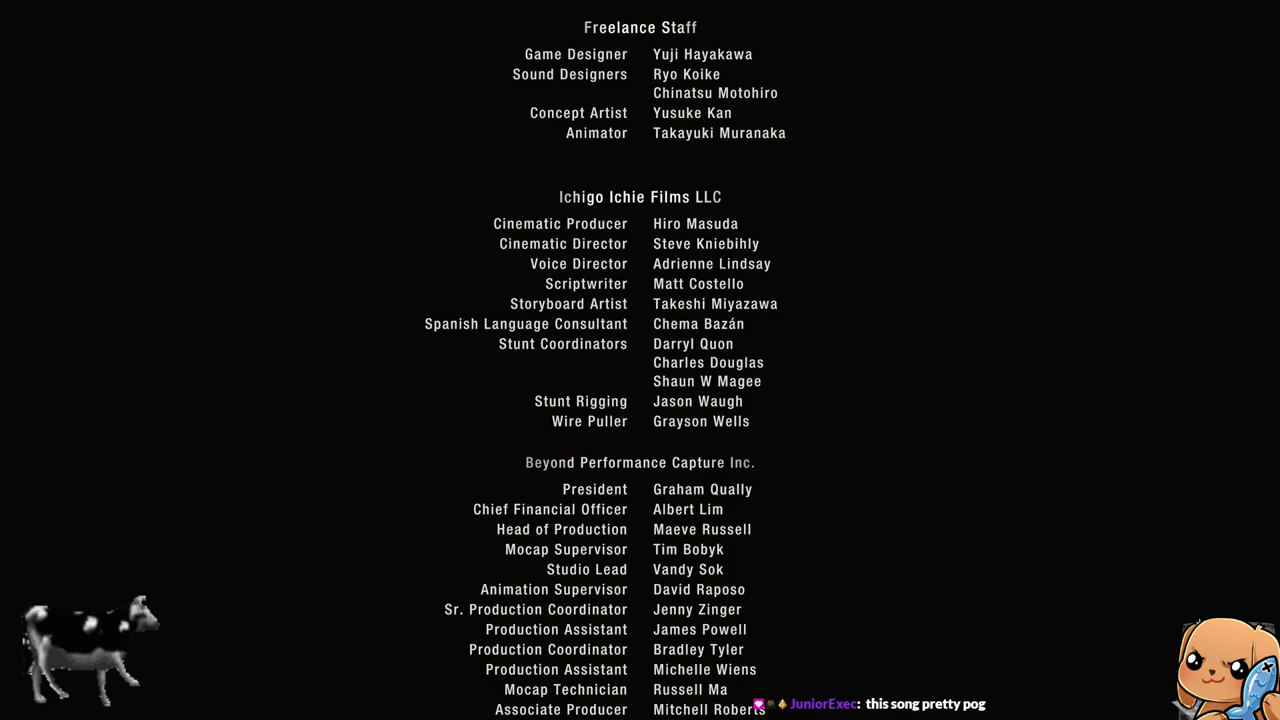 Freelance Staff
Game Designer Yuji Hayakawa
Sound Designers Ryo Koike
Chinatsu Motohiro
Concept Artist Yusuke Kan
Animator Takayuki Muranaka
Ichigo Ichie Films LLC
Cinematic Producer Hiro Masuda
Cinematic Director Steve Kniebihly
Voice Director Adrienne Lindsay
Scriptwriter Matt Costello
Storyboard Artist Takeshi Miyazawa
Spanish Language Consultant Chema Bazán
Stunt Coordinators Darryl Quon
Charles Douglas
Shaun W Magee
Stunt Rigging Jason Waugh
Wire Puller Grayson Wells
Beyond Performance Capture Inc.
President Graham Qually
Chief Financial Officer Albert Lim
Head of Production Maeve Russell
Mocap Supervisor Tim Bobyk
Studio Lead Vandy Sok
Animation Supervisor David Raposo
Sr. Production Coordinator Jenny Zinger
Production Assistant James Powell
Production Coordinator Bradley Tyler
Production Assistant Michelle Wiens
Mocap Technician Russell Ma
Associate Producer Mitchell Roberts
JuniorExec: this song pretty pog